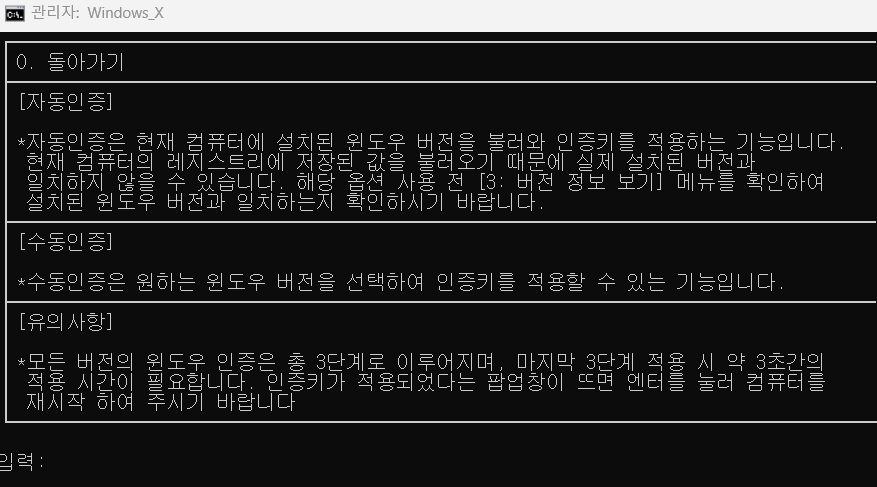 관리자: Windows_X
0. 돌아가기
[자동인증]
*자동인증은 현재 컴퓨터에 설치된 윈도우 버전을 불러와 인증키를 적용하는 기능입니다.
현재 컴퓨터의 레지스트리에 저장된 값을 불러오기 때문에 실제 설치된 버전과
일치하지 않을 수 있습니다. 해당 옵션 사용 전 [3: 버전 정보 보기] 메뉴를 확인하여
설치된 윈도우 버전과 일치하는지 확인하시기 바랍니다.
[수동인증]
*수동인증은 원하는 윈도우 버전을 선택하여 인증키를 적용할 수 있는 기능입니다.
[유의사항]
*모든 버전의 윈도우 인증은 총 3단계로 이루어지며, 마지막 3단계 적용 시 약 3초간의
적용 시간이 필요합니다. 인증키가 적용되었다는 팝업창이 뜨면 엔터를 눌러 컴퓨터를
재시작 하여 주시기 바랍니다
입력: